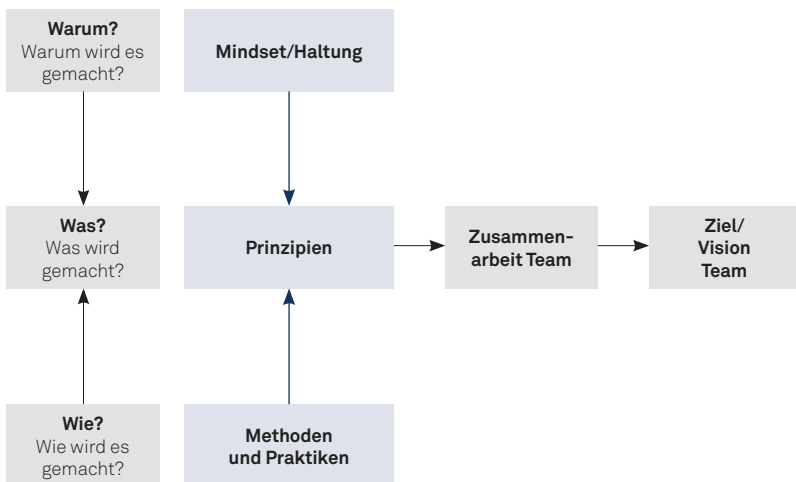 Warum?
Warum wird es
gemacht?
Mindset/Haltung
Was?
Was wird
gemacht?
Prinzipien
Zusammen-
arbeit Team
Ziel/
Vision
Team
Wie?
Wie wird es
gemacht?
Methoden
und Praktiken